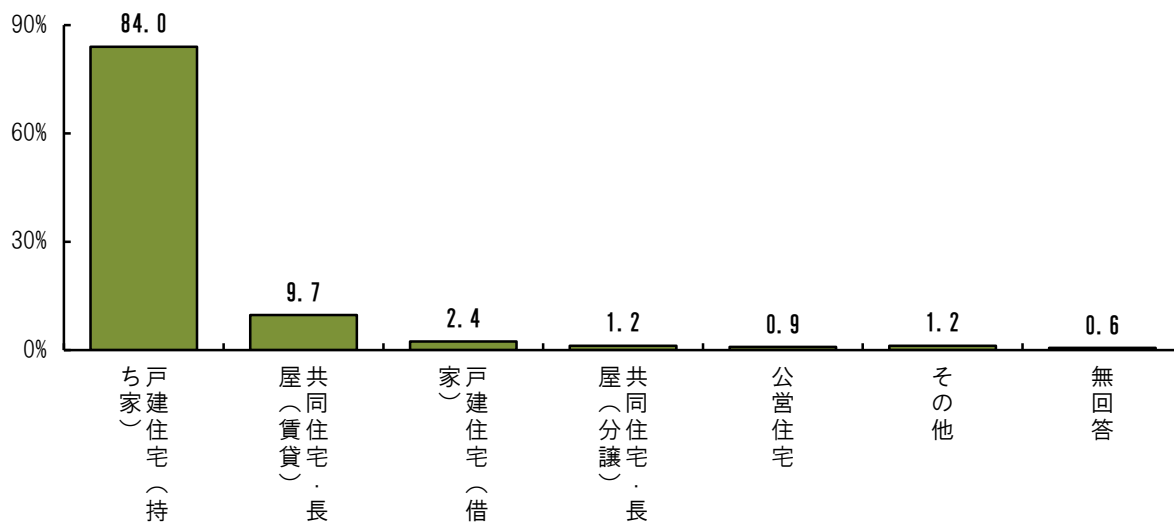 90%
60%
30%
0%
84.0
9.7
2.4
1.2
0.9
1.2
0.6
戸建住宅（持
ち家）
共同住宅・長
屋（賃貸）
戸建住宅（借
家）
共同住宅・長
屋（分譲）
公営住宅
その他
無回答